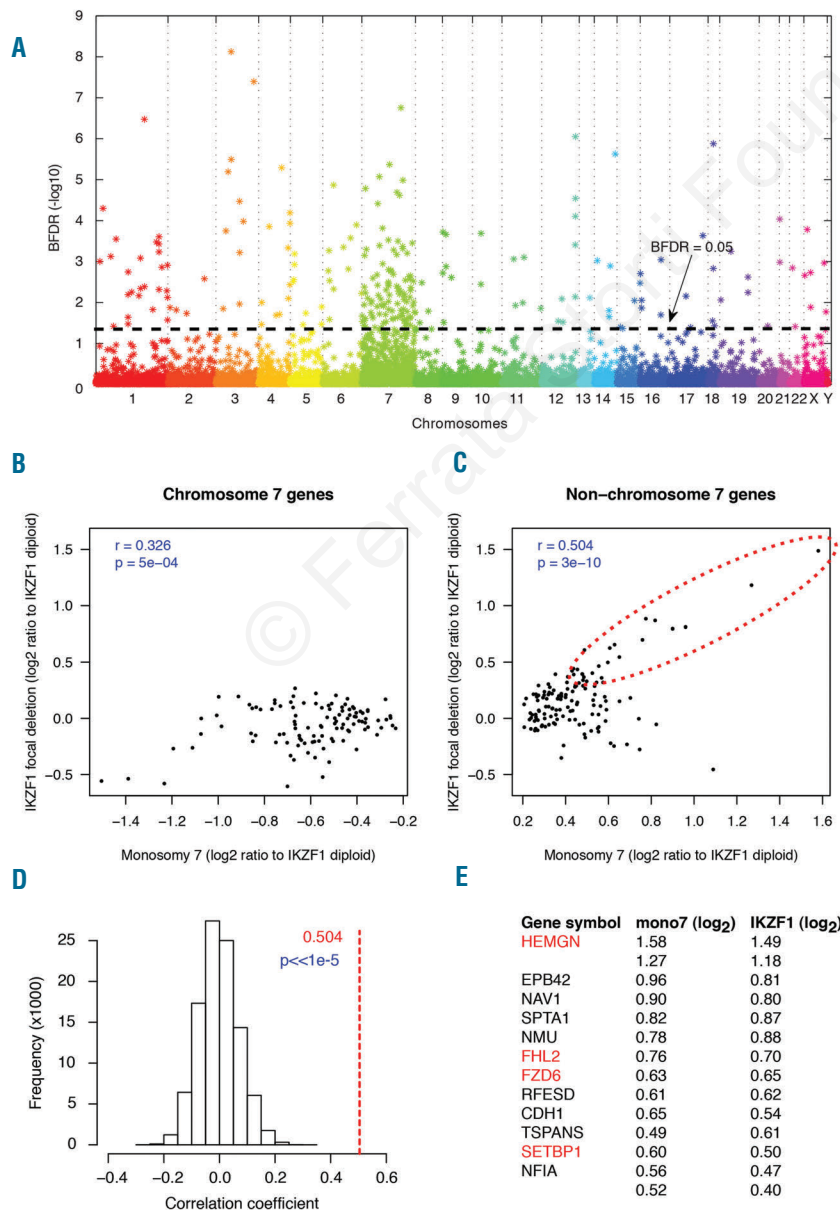 A
9
8
7
6
5
4
3
2
1
0
BFDR (-log10)
BFDR = 0.05
1 2 3 4 5 6 7 8 9 10 11 12 13 14 15 16 17 18 19 20 21 22 X Y
Chromosomes
© Ferrata Storti Foun
B
Chromosome 7 genes
r = 0.326
p = 5e−04
1.5
1.0
0.5
0.0
−0.5
IKZF1 focal deletion (log2 ratio to IKZF1 diploid)
−1.4 −1.2 −1.0 −0.8 −0.6 −0.4 −0.2
Monosomy 7 (log2 ratio to IKZF1 diploid)
C
Non−chromosome 7 genes
r = 0.504
p = 3e−10
1.5
1.0
0.5
0.0
−0.5
IKZF1 focal deletion (log2 ratio to IKZF1 diploid)
0.2 0.4 0.6 0.8 1.0 1.2 1.4 1.6
Monosomy 7 (log2 ratio to IKZF1 diploid)
D
0.504
p<<1e-5
25
20
15
10
5
0
Frequency (x1000)
−0.4 −0.2 0.0 0.2 0.4 0.6
Correlation coefficient
E
Gene symbol mono7 (log2) IKZF1 (log2)
HEMGN 1.58 1.49
1.27 1.18
EPB42 0.96 0.81
NAV1 0.90 0.80
SPTA1 0.82 0.87
NMU 0.78 0.88
FHL2 0.76 0.70
FZD6 0.63 0.65
RFESD 0.61 0.62
CDH1 0.65 0.54
TSPANS 0.49 0.61
SETBP1 0.60 0.50
NFIA 0.56 0.47
0.52 0.40